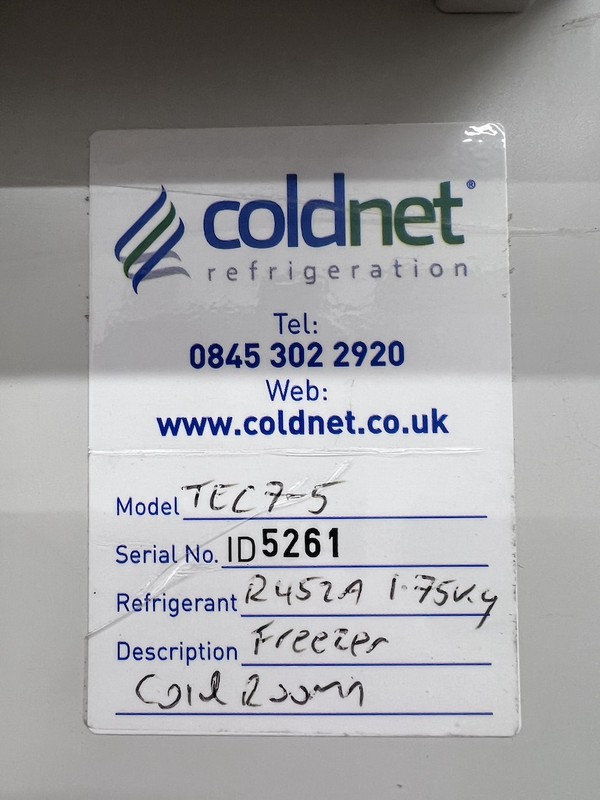 coldnet®
refrigeration
Tel:
0845 302 2920
Web:
www.coldnet.co.uk
Model TEC7-5
Serial No. ID5261
Refrigerant R452A 1.75Kg
Description Freezer
Cold Room